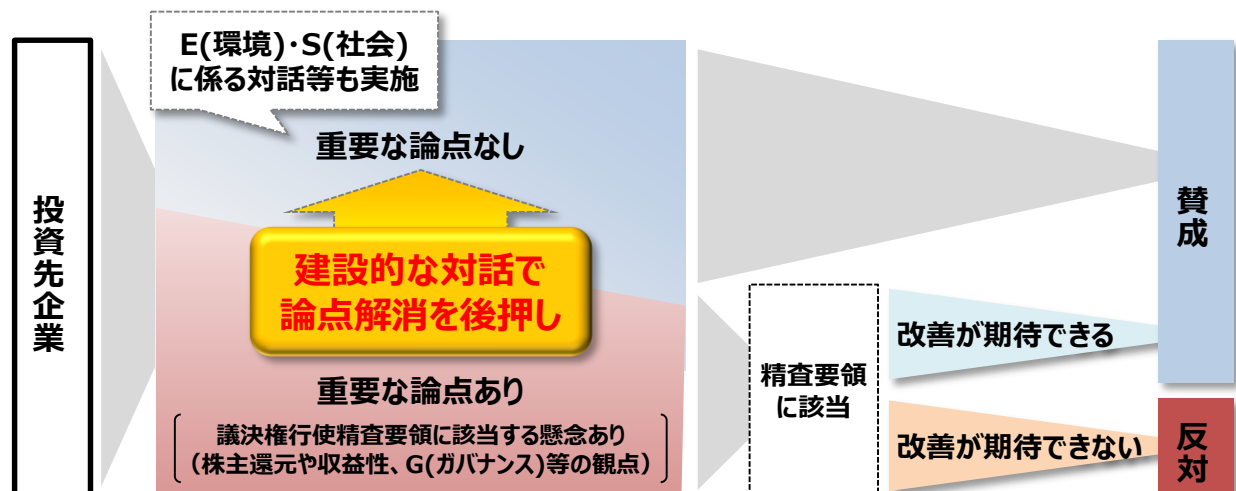 投資先企業
E(環境)・S(社会)
に係る対話等も実施
重要な論点なし
建設的な対話で
論点解消を後押し
重要な論点あり
議決権行使精査要領に該当する懸念あり
（株主還元や収益性、G(ガバナンス)等の観点）
精査要領
に該当
改善が期待できる
改善が期待できない
賛成
反対